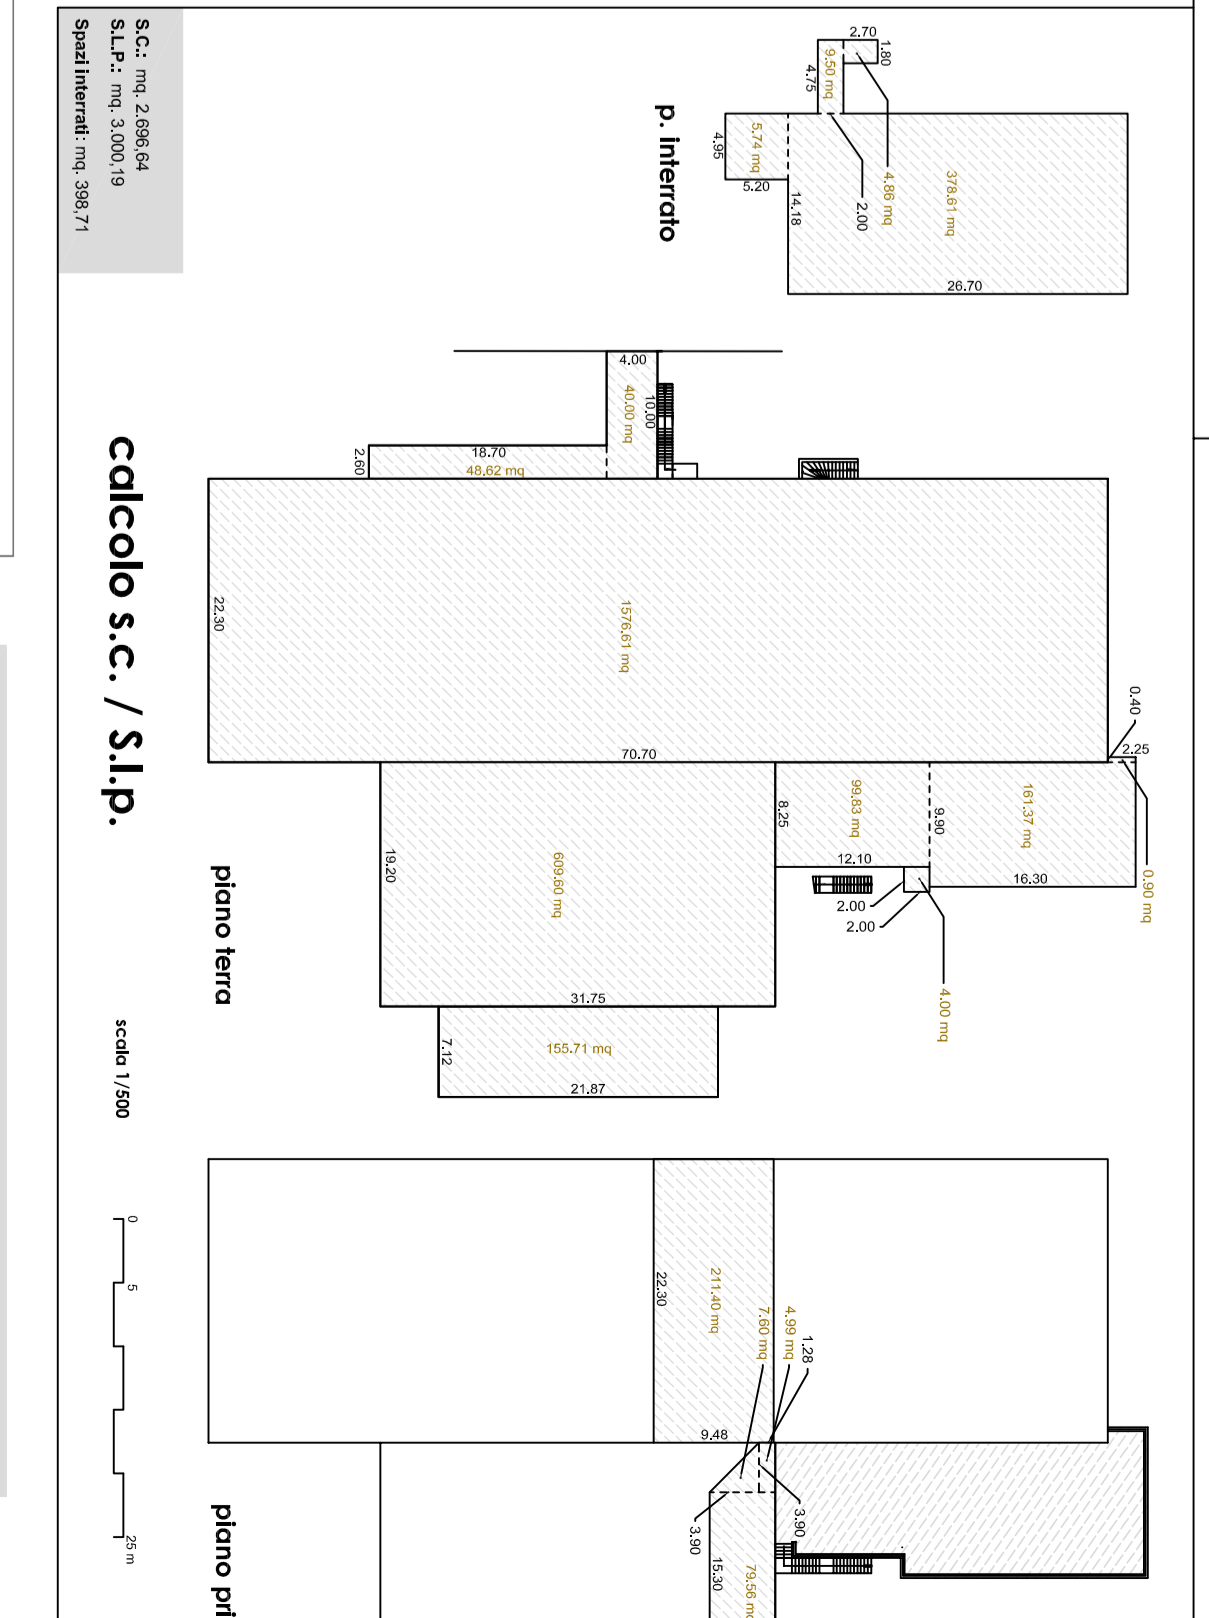 calcolo s.c. / S.l.p.
scala 1/500
0
5
25 m
S.C.: mq. 2.696,64
S.L.P.: mq. 3.000,19
Spazi interrati: mq. 398,71
p. interrato
2.70
1.80
9.50 mq
4.75
4.86 mq
2.00
5.74 mq
4.95
5.20
14.18
378.61 mq
26.70
piano terra
4.00
40.00 mq
10.00
18.70
48.62 mq
2.60
22.30
1576.61 mq
70.70
0.40
2.25
0.90 mq
161.37 mq
9.90
16.30
99.83 mq
8.25
12.10
2.00
2.00
4.00 mq
609.60 mq
19.20
31.75
155.71 mq
7.12
21.87
piano pri
22.30
211.40 mq
9.48
7.60 mq
4.99 mq
1.28
3.90
3.90
15.30
79.56 mq